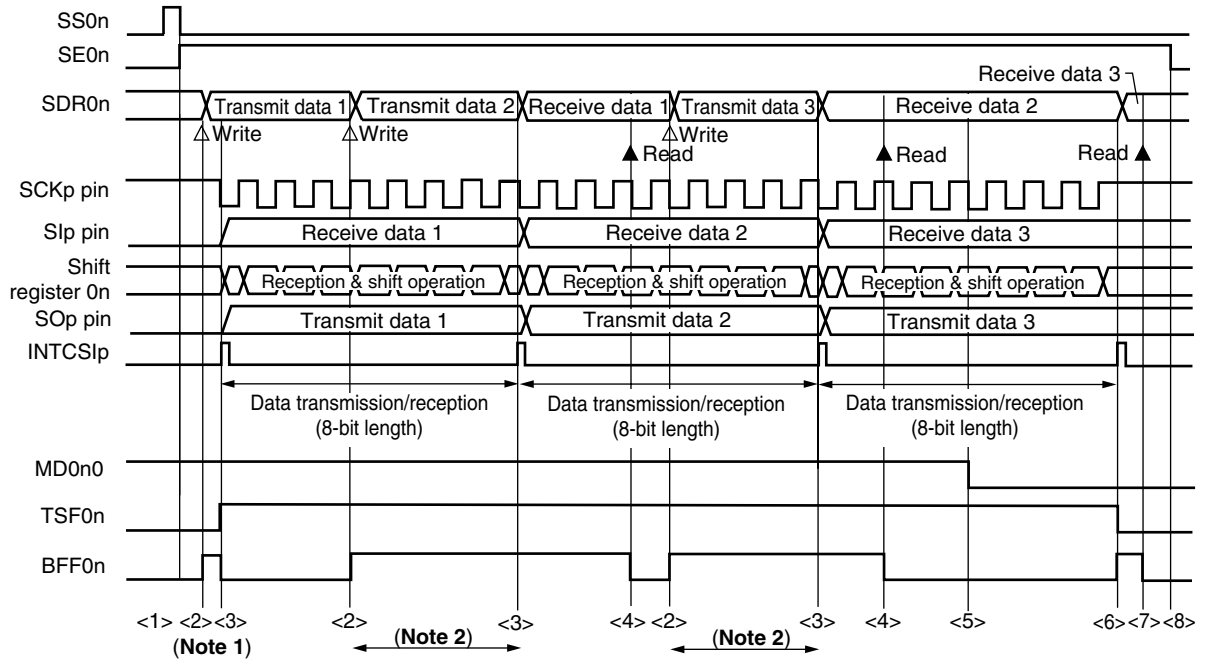 SS0n
SE0n
Receive data 3
SDR0n
Transmit data 1
Transmit data 2
Receive data 1
Transmit data 3
Receive data 2
Write
Write
Write
Read
Read
Read
SCKp pin
SIp pin
Receive data 1
Receive data 2
Receive data 3
Shift
register 0n
Reception & shift operation
Reception & shift operation
Reception & shift operation
SOp pin
Transmit data 1
Transmit data 2
Transmit data 3
INTCSIp
Data transmission/reception
(8-bit length)
Data transmission/reception
(8-bit length)
Data transmission/reception
(8-bit length)
MD0n0
TSF0n
BFF0n
<1> <2> <3> <2> <3> <4> <2> <3> <4> <5> <6> <7> <8>
(Note 1)
(Note 2)
(Note 2)